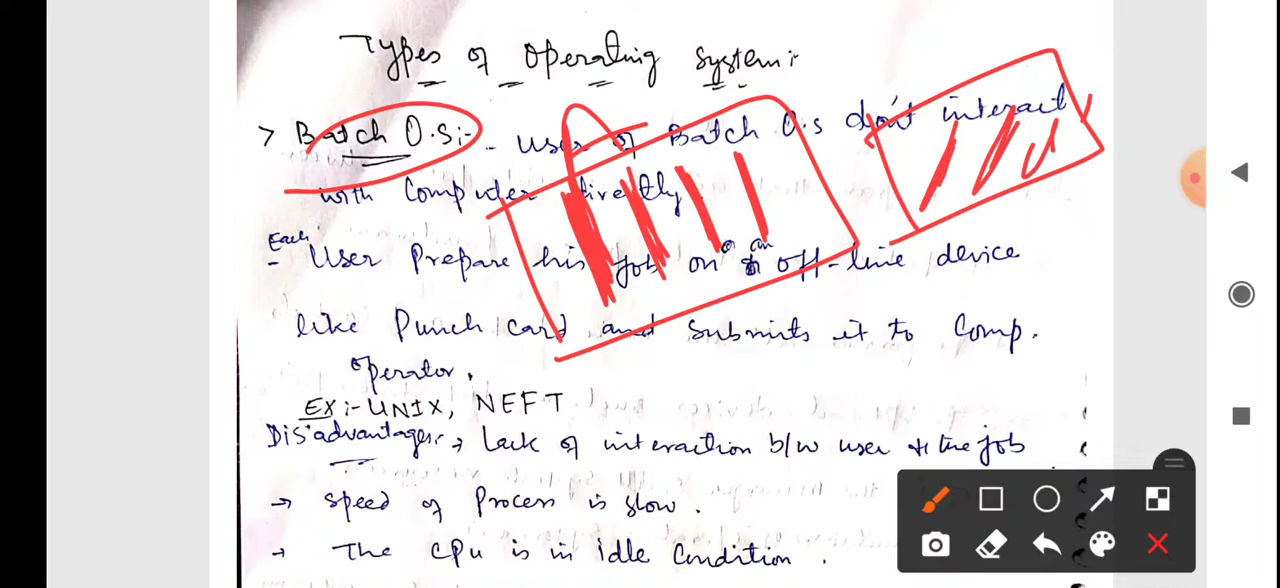 Types of Operating System:
> Batch O.S:- - User of Batch O.S don't interact
with Computer directly.
- Each User Prepare his job on an off-line device
like Punch card and submits it to Comp.
Operator.
Ex:- UNIX, NEFT
Disadvantages:→ Lack of interaction b/w user & the job
→ Speed of Process is slow.
→ The CPU is in idle Condition.